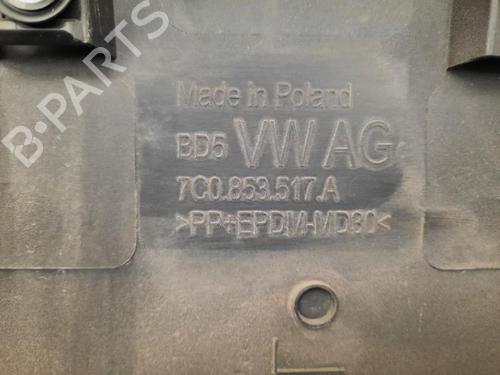 B-PARTS
Made in Poland
BD5 VW AG
7C0.853.517.A
>PP+EPDM-MD30<